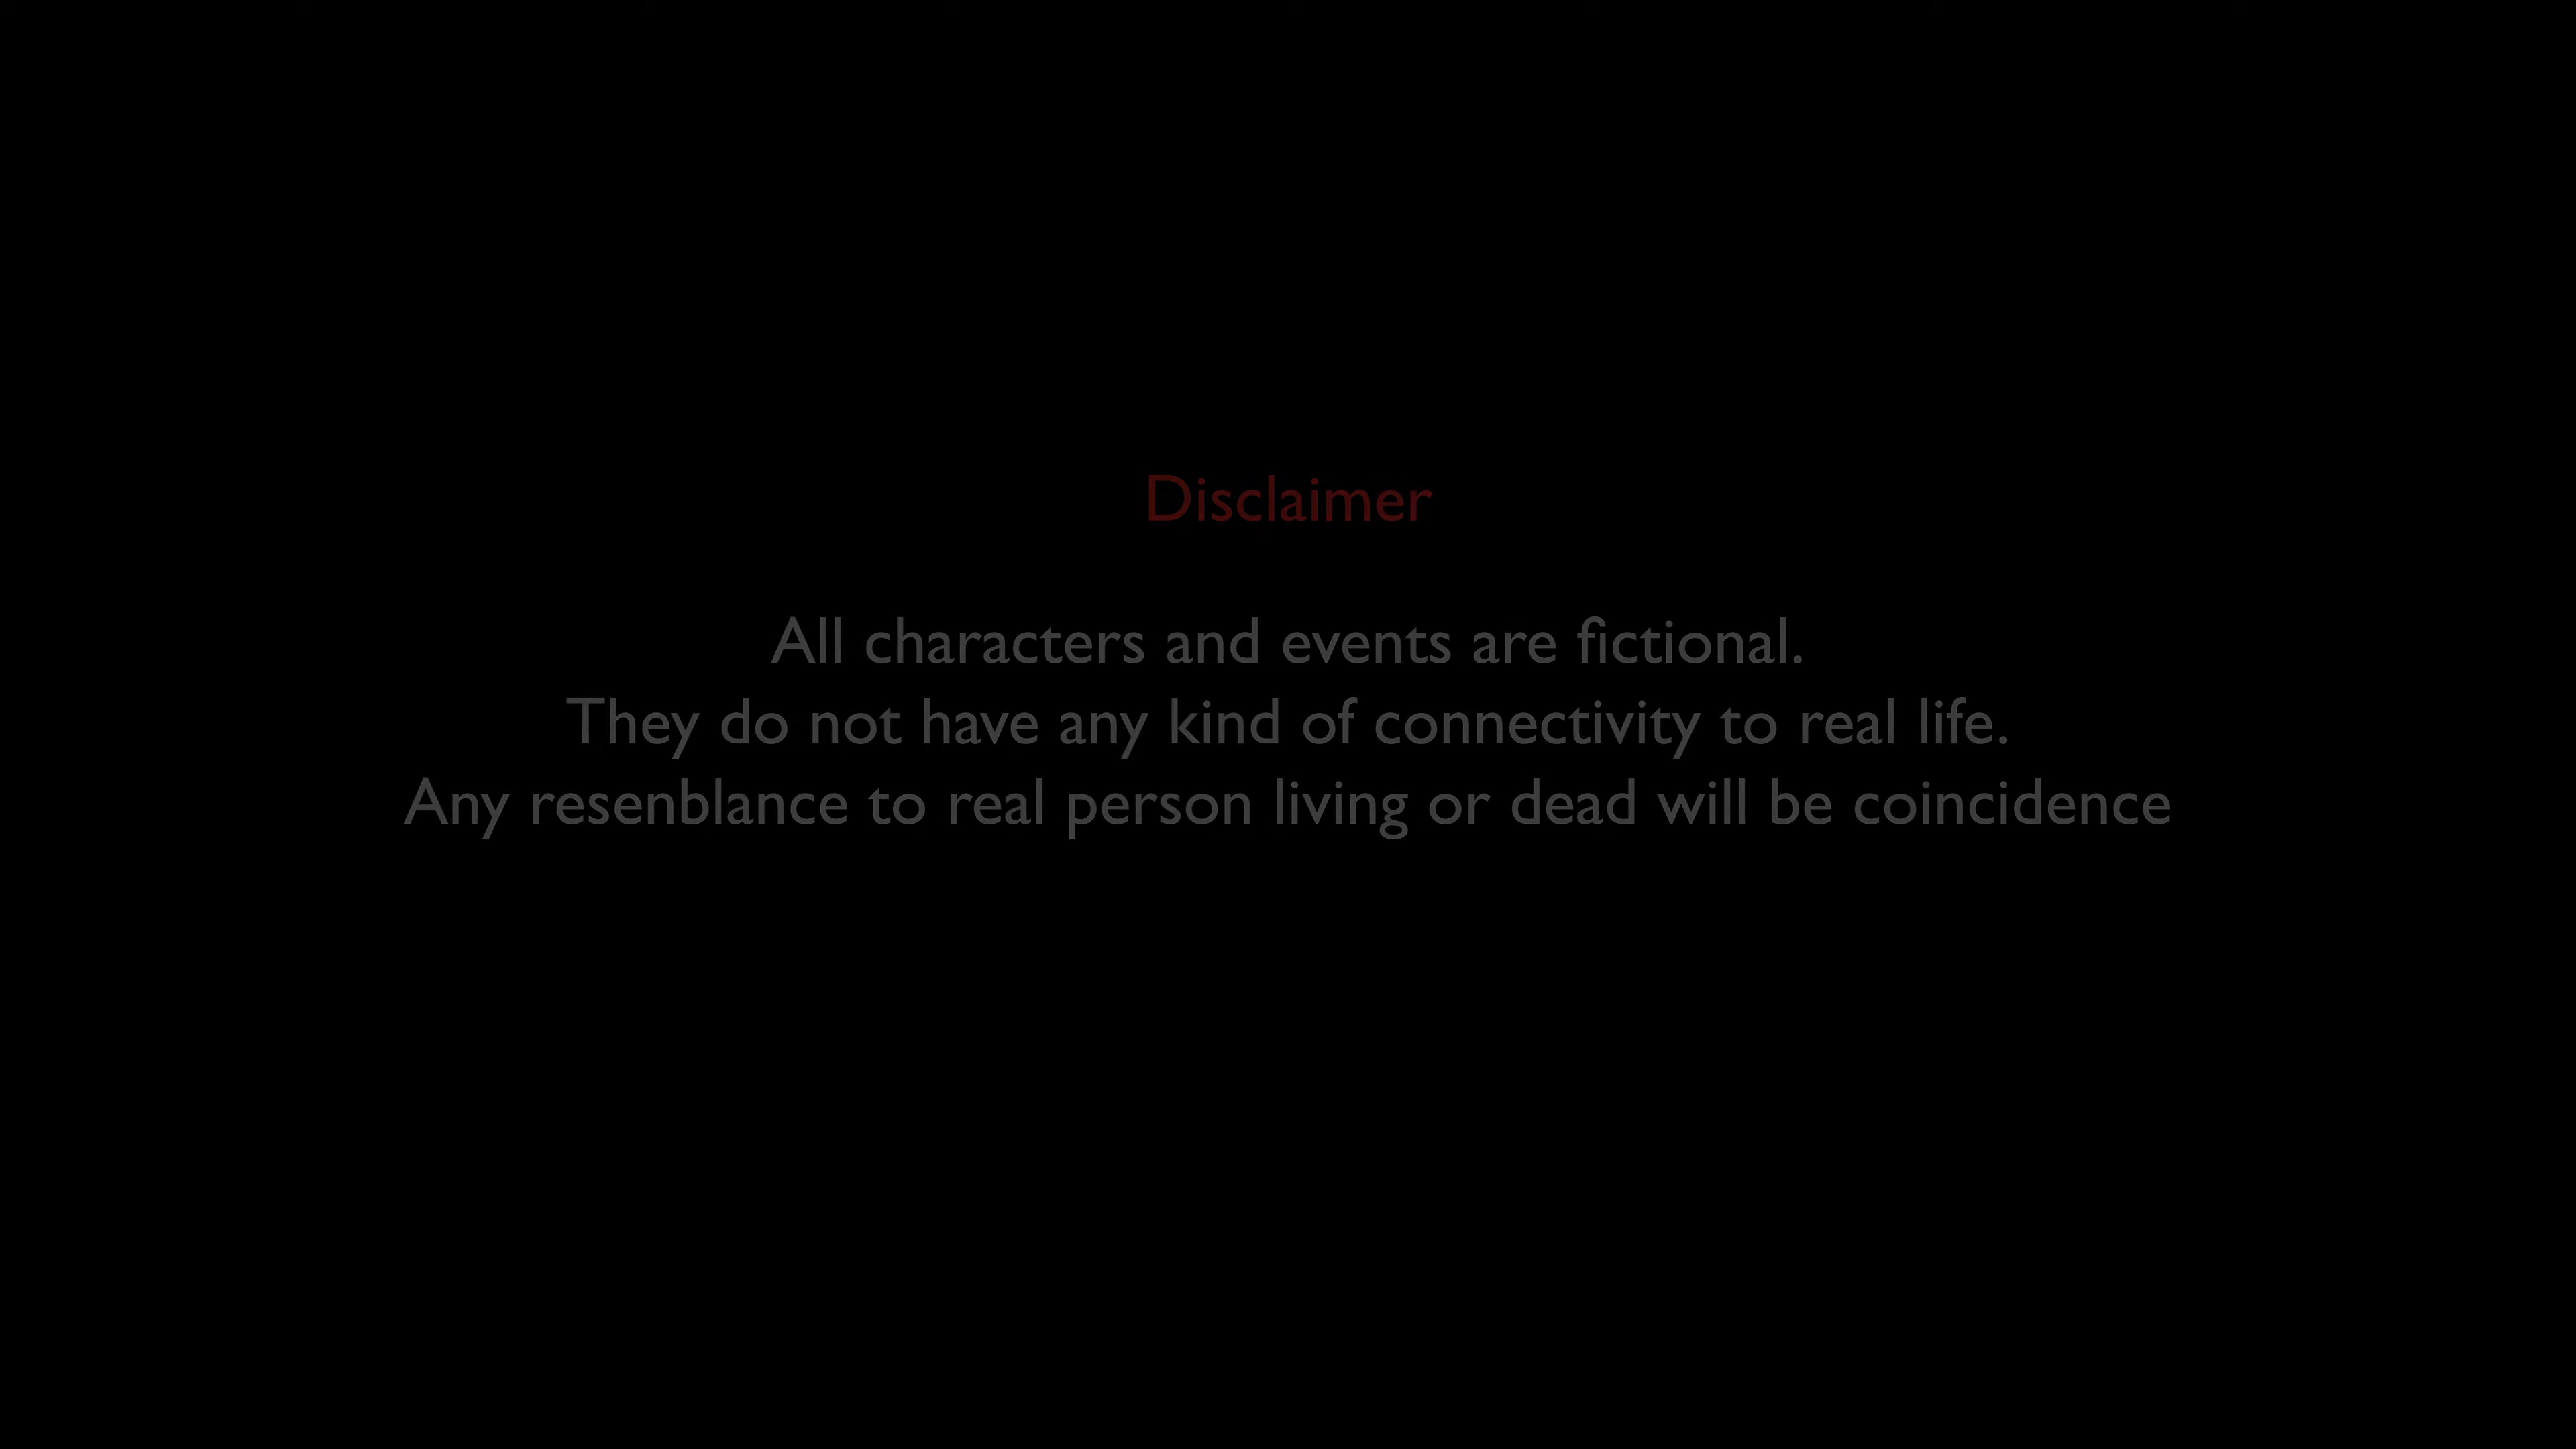 Disclaimer
All characters and events are fictional.
They do not have any kind of connectivity to real life.
Any resenblance to real person living or dead will be coincidence